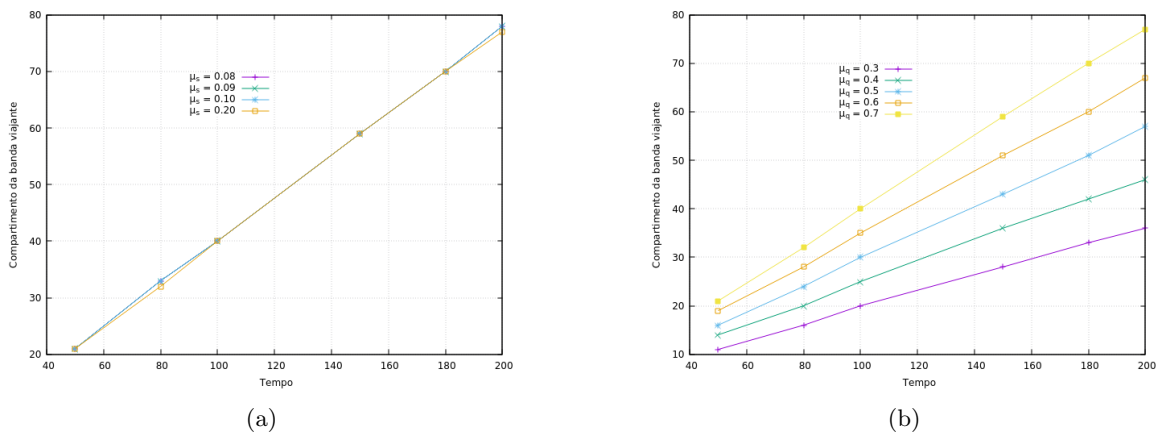 80
70
60
50
40
30
20
40 60 80 100 120 140 160 180 200
Compartimento da banda viajante
Tempo
μs = 0.08
μs = 0.09
μs = 0.10
μs = 0.20
(a)
80
70
60
50
40
30
20
10
40 60 80 100 120 140 160 180 200
Compartimento da banda viajante
Tempo
μq = 0.3
μq = 0.4
μq = 0.5
μq = 0.6
μq = 0.7
(b)